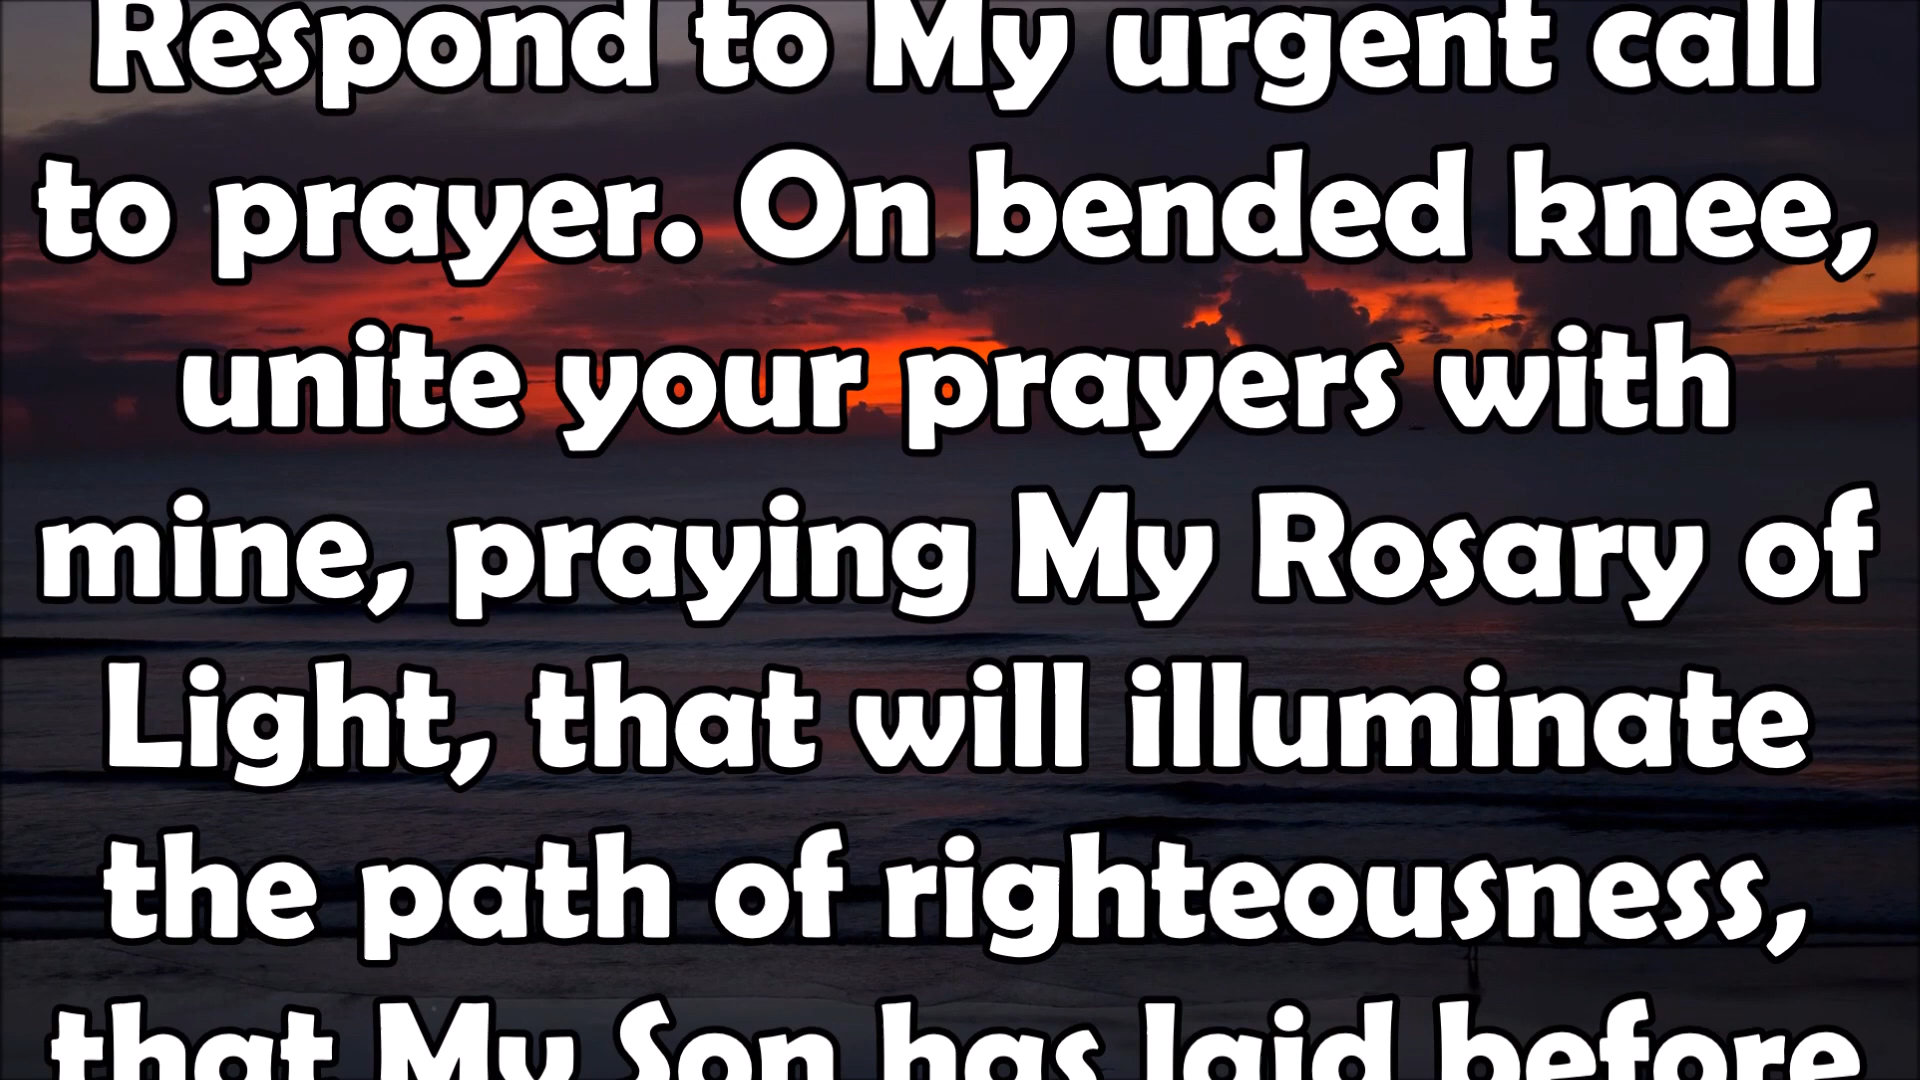 Respond to My urgent call
to prayer. On bended knee,
unite your prayers with
mine, praying My Rosary of
Light, that will illuminate
the path of righteousness,
that My Son has laid before